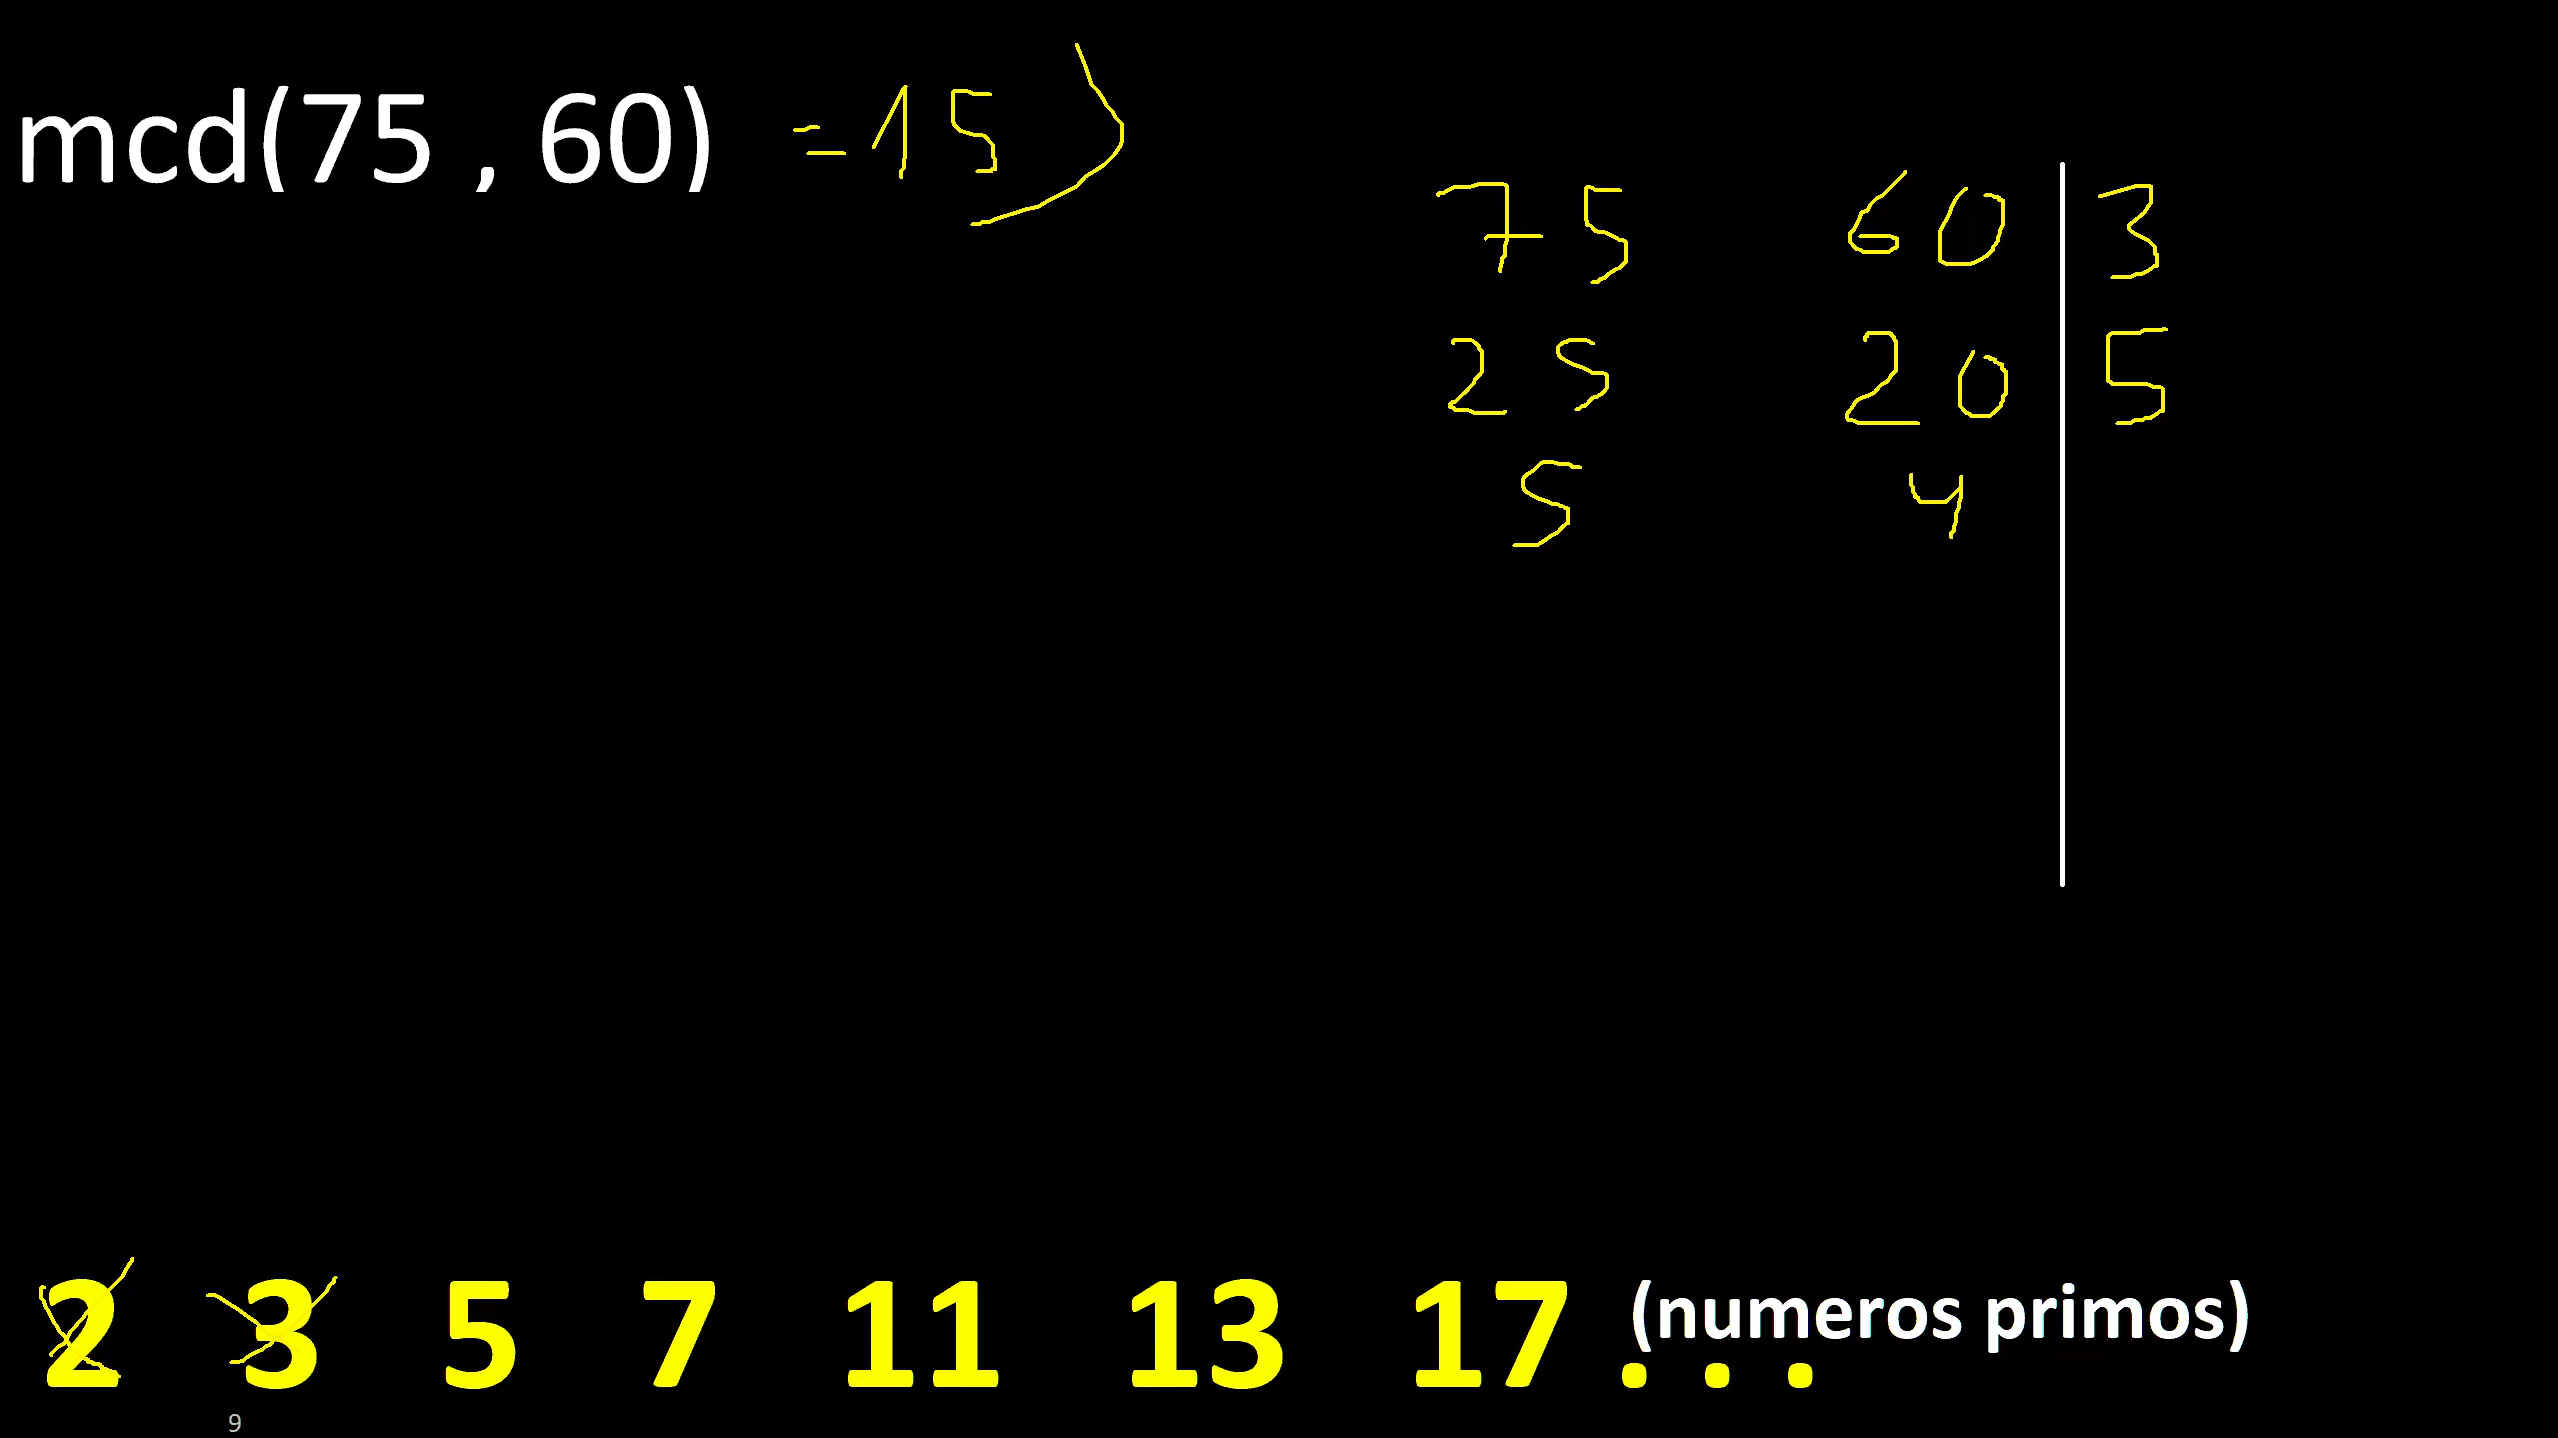 mcd(75 , 60) = 15
75 60 3
25 20 5
5 4
2 3 5 7 11 13 17 . . . (numeros primos)
9